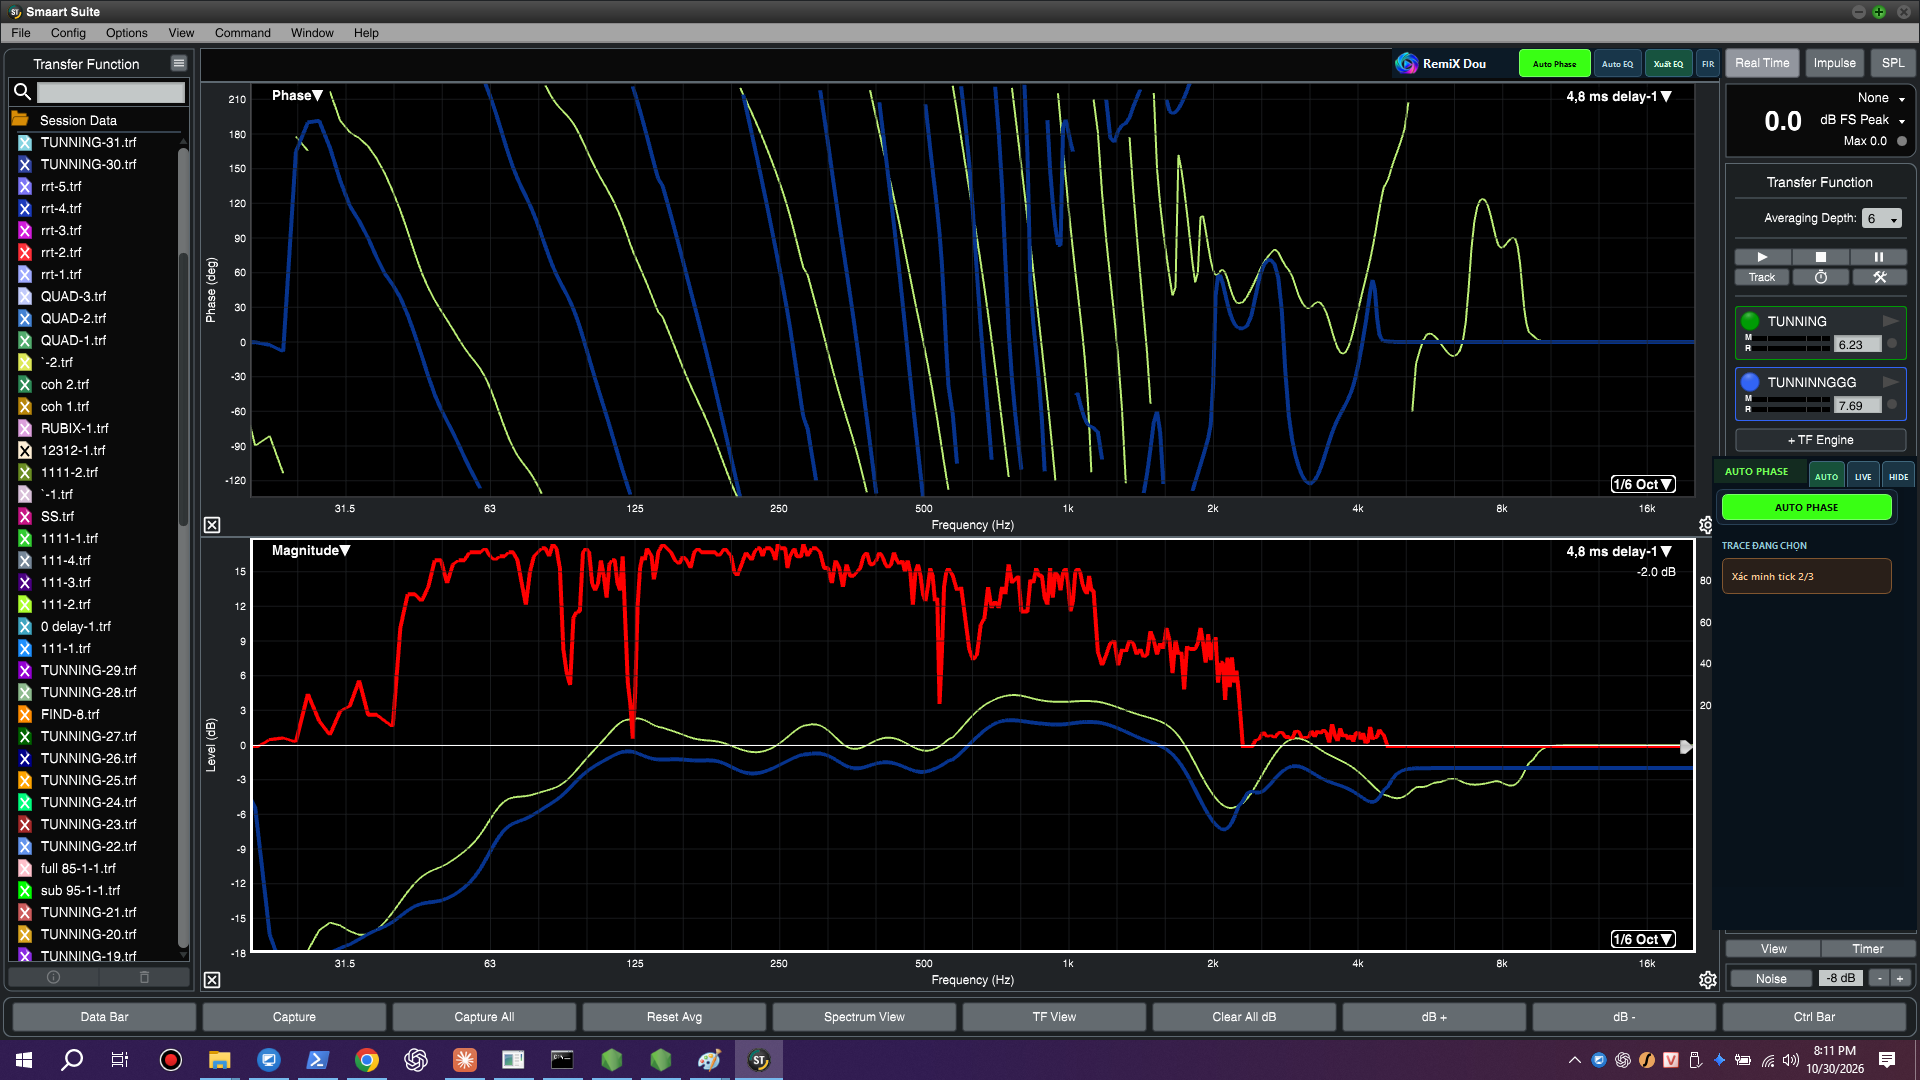 Smaart Suite
File Config Options View Command Window Help
Transfer Function
Session Data
TUNNING-31.trf
TUNNING-30.trf
rrt-5.trf
rrt-4.trf
rrt-3.trf
rrt-2.trf
rrt-1.trf
QUAD-3.trf
QUAD-2.trf
QUAD-1.trf
`-2.trf
coh 2.trf
coh 1.trf
RUBIX-1.trf
12312-1.trf
1111-2.trf
`-1.trf
SS.trf
1111-1.trf
111-4.trf
111-3.trf
111-2.trf
0 delay-1.trf
111-1.trf
TUNNING-29.trf
TUNNING-28.trf
FIND-8.trf
TUNNING-27.trf
TUNNING-26.trf
TUNNING-25.trf
TUNNING-24.trf
TUNNING-23.trf
TUNNING-22.trf
full 85-1-1.trf
sub 95-1-1.trf
TUNNING-21.trf
TUNNING-20.trf
TUNNING-19.trf
RemiX Dou
Auto Phase Auto EQ Xuất EQ FIR
Phase▼ 4,8 ms delay-1▼
Phase (deg)
210
180
150
120
90
60
30
0
-30
-60
-90
-120
1/6 Oct▼
31.5 63 125 250 500 1k 2k 4k 8k 16k
Frequency (Hz)
Magnitude▼ 4,8 ms delay-1▼
-2.0 dB
Level (dB)
15
12
9
6
3
0
-3
-6
-9
-12
-15
-18
80
60
40
20
1/6 Oct▼
31.5 63 125 250 500 1k 2k 4k 8k 16k
Frequency (Hz)
Real Time Impulse SPL
None
0.0 dB FS Peak
Max 0.0
Transfer Function
Averaging Depth: 6
Track
TUNNING
M
R 6.23
TUNNINNGGG
M
R 7.69
+ TF Engine
AUTO PHASE AUTO LIVE HIDE
AUTO PHASE
TRACE ĐANG CHỌN
Xác minh tick 2/3
View Timer
Noise -8 dB - +
Data Bar Capture Capture All Reset Avg Spectrum View TF View Clear All dB dB + dB - Ctrl Bar
ST
8:11 PM
10/30/2026